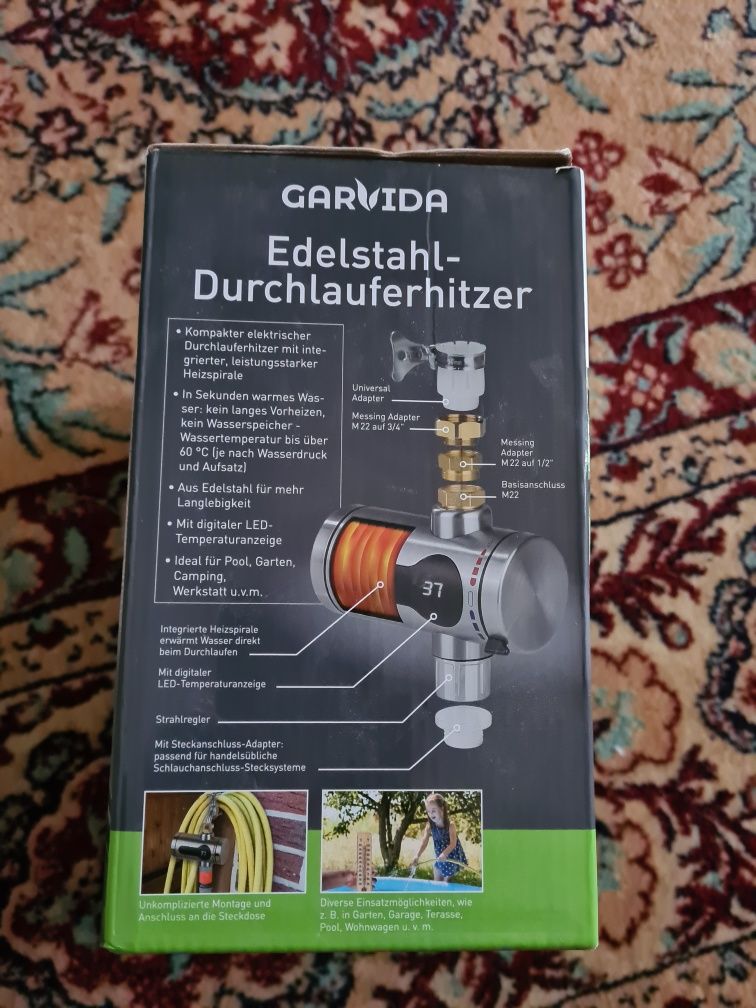 GARVIDA
Edelstahl-
Durchlauferhitzer
• Kompakter elektrischer
Durchlauferhitzer mit inte-
grierter, leistungsstarker
Heizspirale
• In Sekunden warmes Was-
ser: kein langes Vorheizen,
kein Wasserspeicher -
Wassertemperatur bis über
60 °C (je nach Wasserdruck
und Aufsatz)
• Aus Edelstahl für mehr
Langlebigkeit
• Mit digitaler LED-
Temperaturanzeige
• Ideal für Pool, Garten,
Camping,
Werkstatt u.v.m.
Universal
Adapter
Messing Adapter
M 22 auf 3/4"
Messing
Adapter
M 22 auf 1/2"
Basisanschluss
M22
37
Integrierte Heizspirale
erwärmt Wasser direkt
beim Durchlaufen
Mit digitaler
LED-Temperaturanzeige
Strahlregler
Mit Steckanschluss-Adapter:
passend für handelsübliche
Schlauchanschluss-Stecksysteme
Unkomplizierte Montage und
Anschluss an die Steckdose
Diverse Einsatzmöglichkeiten, wie
z. B. in Garten, Garage, Terasse,
Pool, Wohnwagen u. v. m.